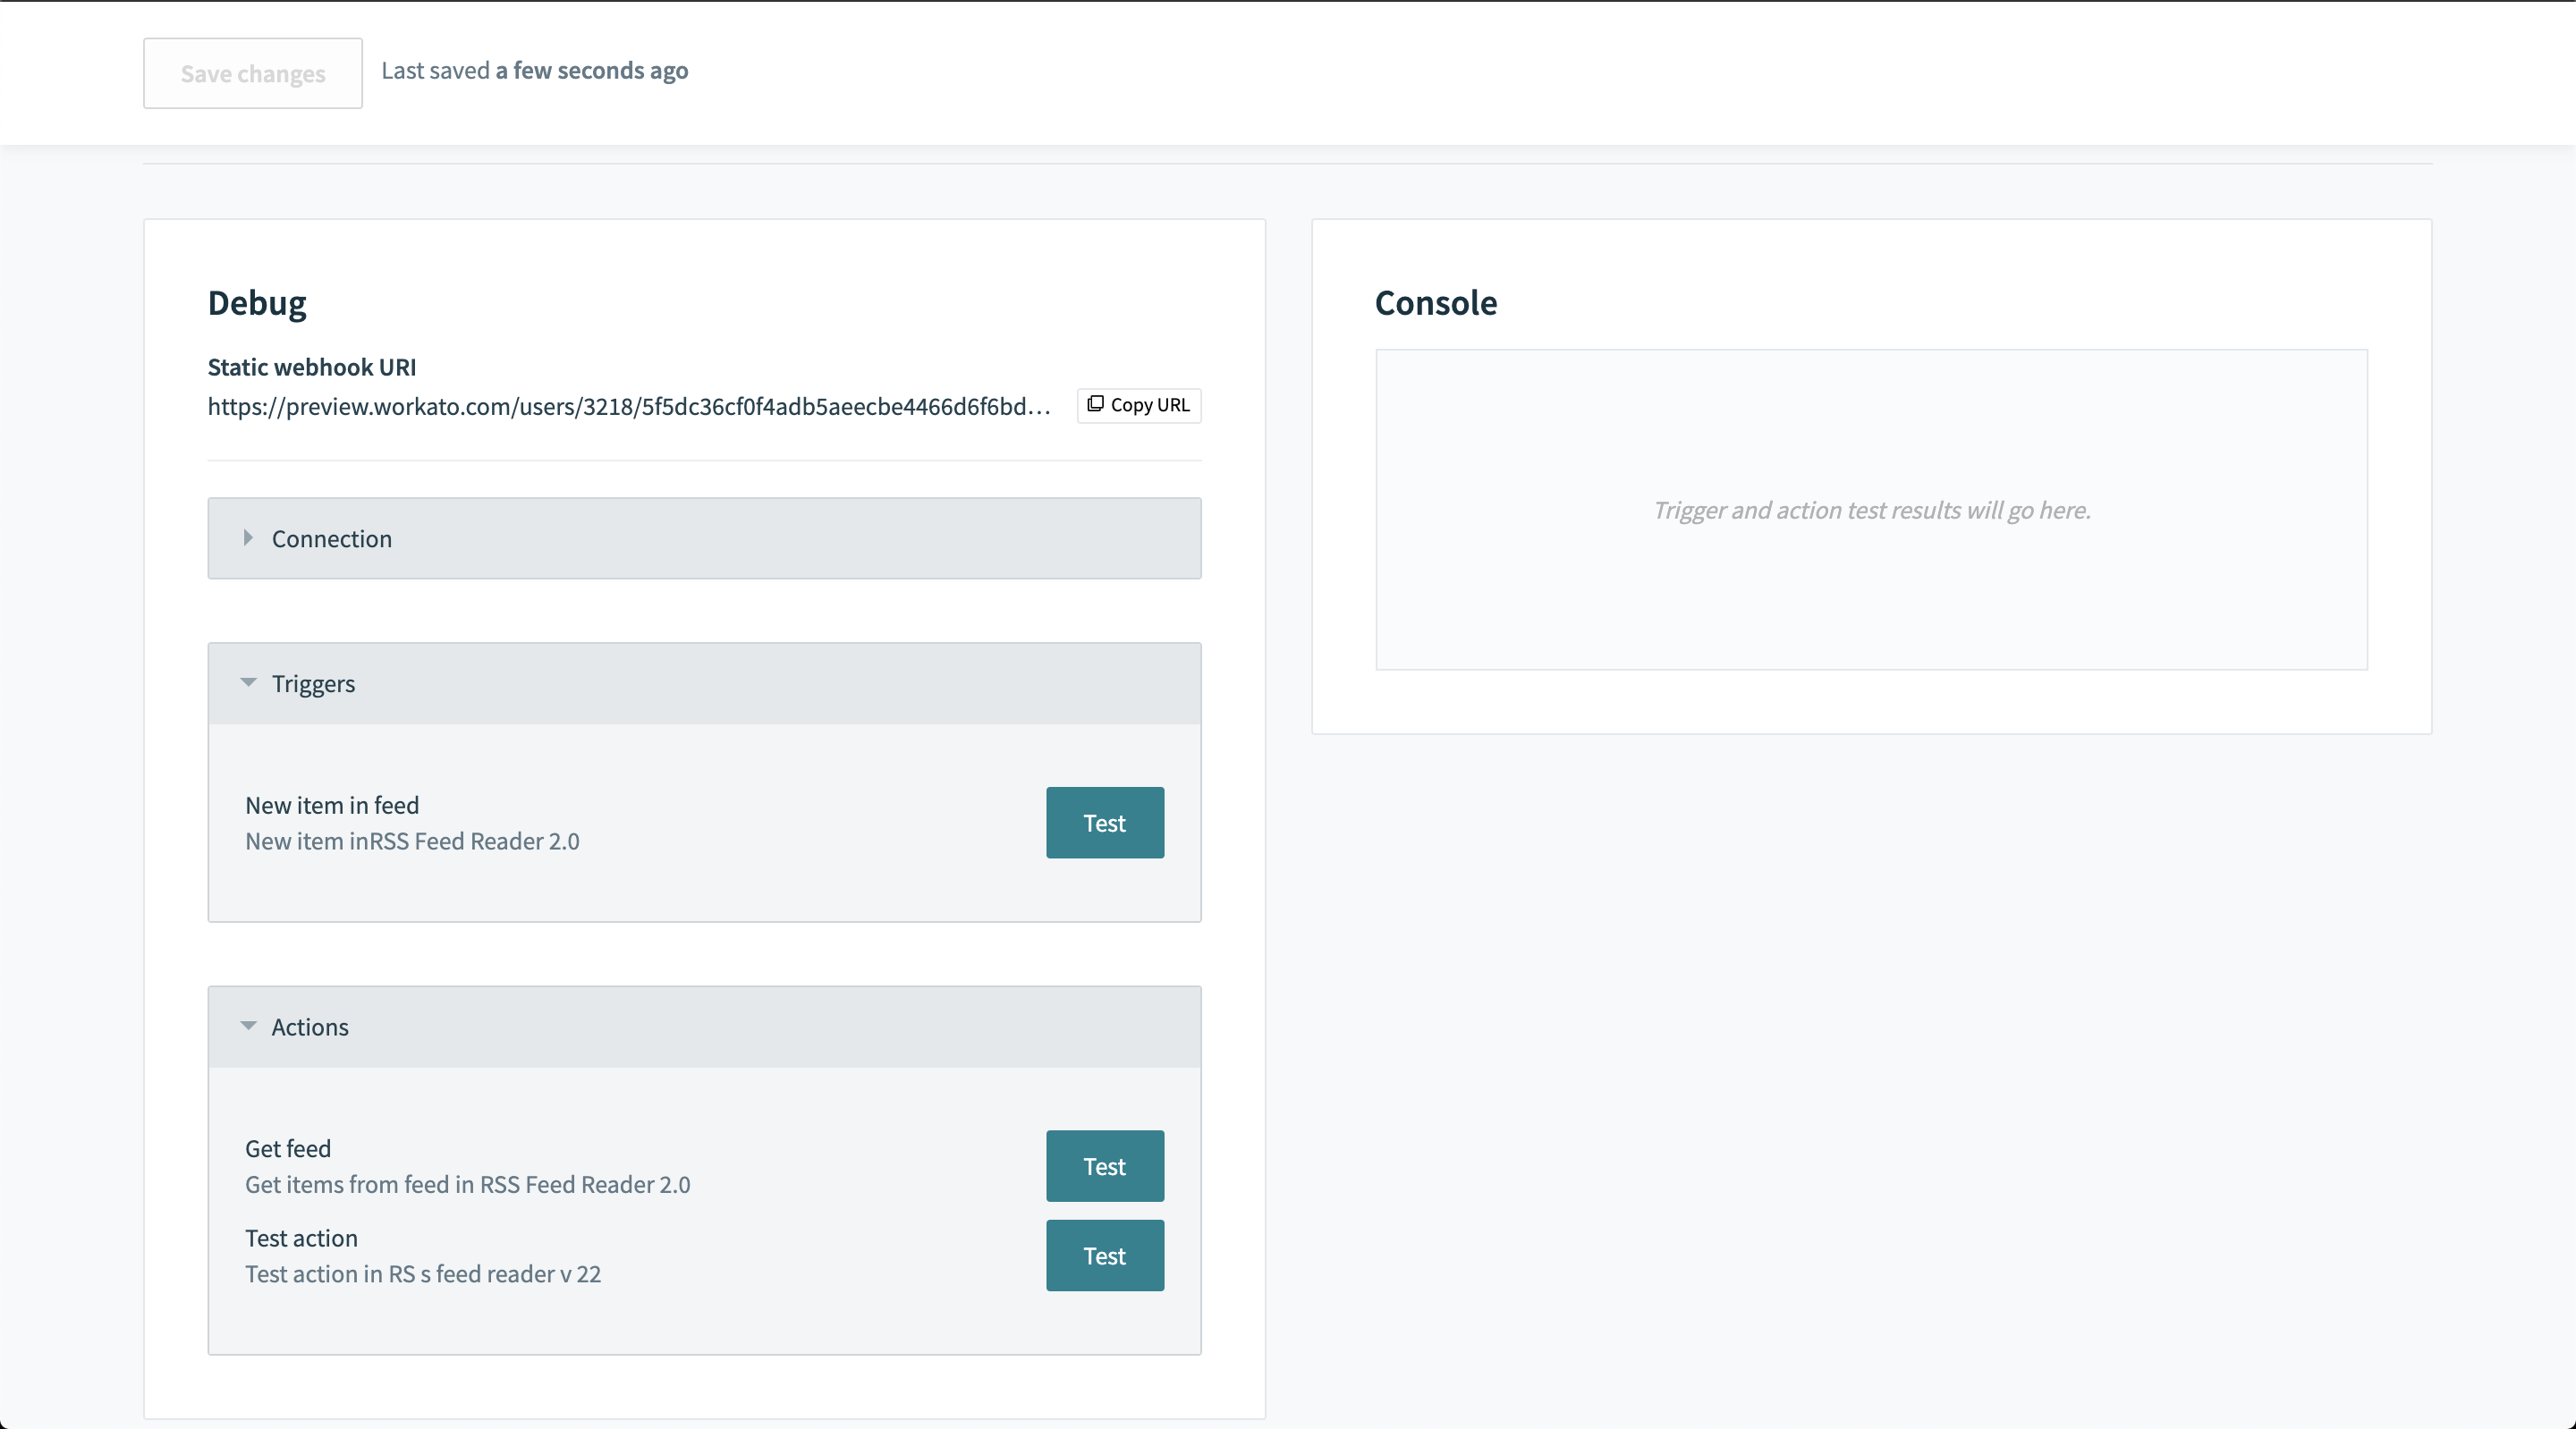 Save changes
Last saved a few seconds ago
Debug
Static webhook URI
https://preview.workato.com/users/3218/5f5dc36cf0f4adb5aeecbe4466d6f6bd...
Copy URL
Connection
Triggers
New item in feed
New item inRSS Feed Reader 2.0
Test
Actions
Get feed
Get items from feed in RSS Feed Reader 2.0
Test
Test action
Test action in RS s feed reader v 22
Test
Console
Trigger and action test results will go here.